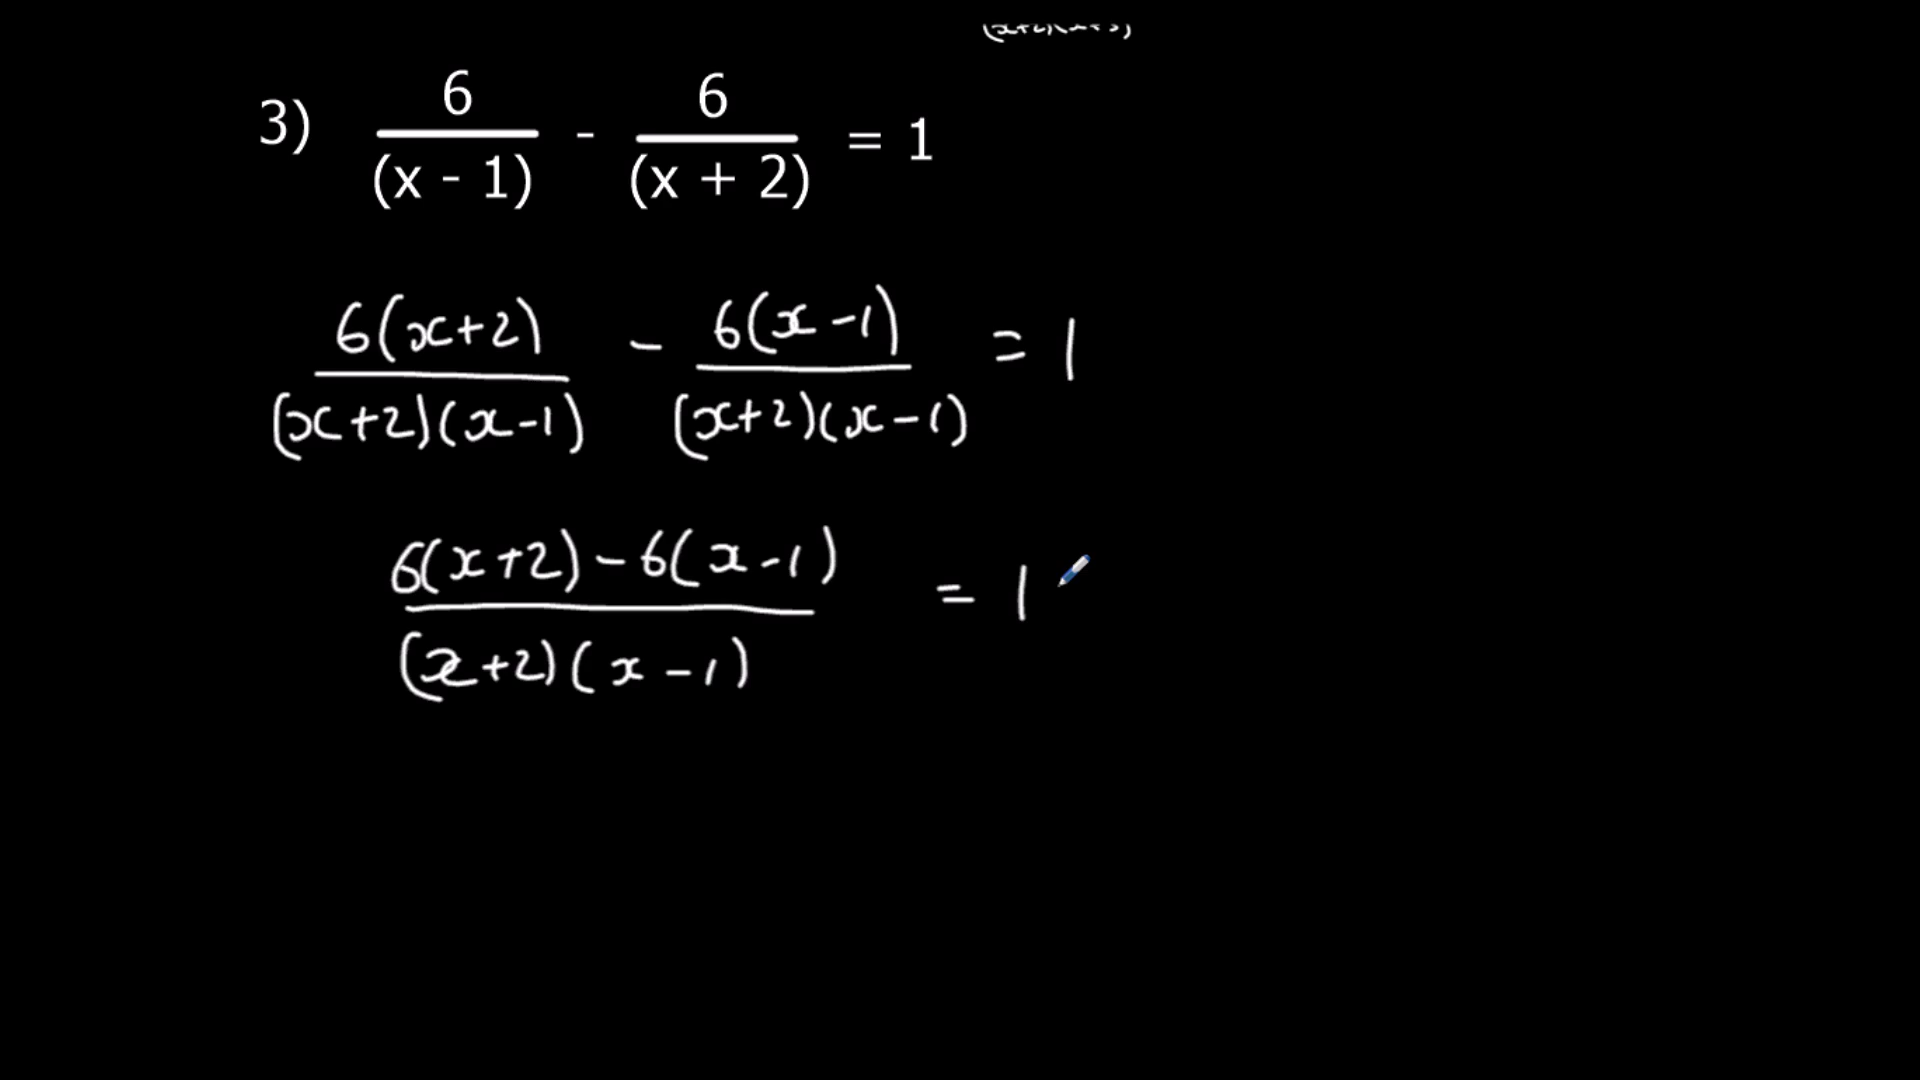 3) 6/(x - 1) - 6/(x + 2) = 1
6(x+2)/(x+2)(x-1) - 6(x-1)/(x+2)(x-1) = 1
6(x+2)-6(x-1)/(x+2)(x-1) = 1